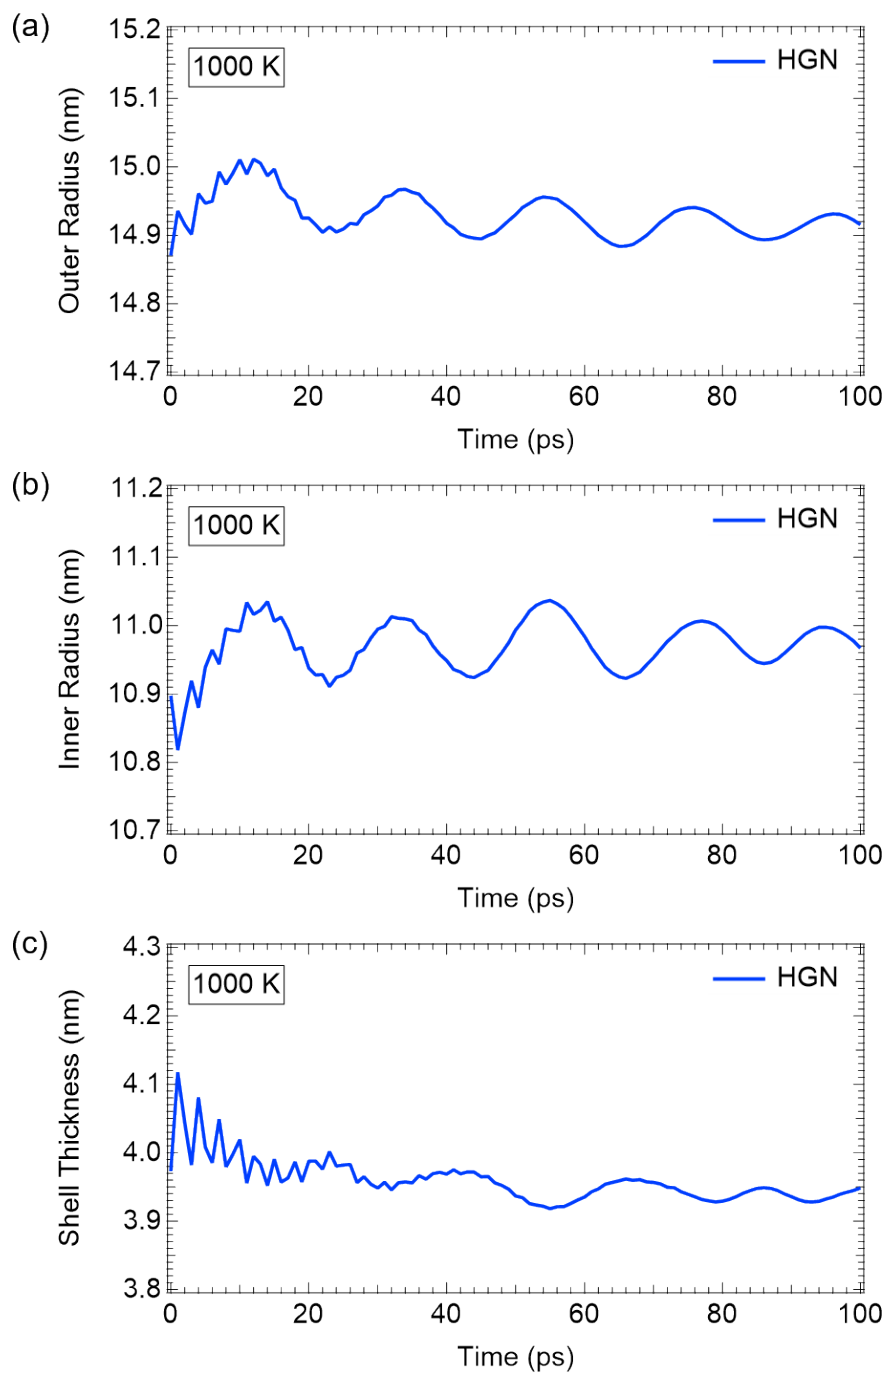 (a)
1000 K
HGN
Outer Radius (nm)
15.2
15.1
15.0
14.9
14.8
14.7
0 20 40 60 80 100
Time (ps)
(b)
1000 K
HGN
Inner Radius (nm)
11.2
11.1
11.0
10.9
10.8
10.7
0 20 40 60 80 100
Time (ps)
(c)
1000 K
HGN
Shell Thickness (nm)
4.3
4.2
4.1
4.0
3.9
3.8
0 20 40 60 80 100
Time (ps)